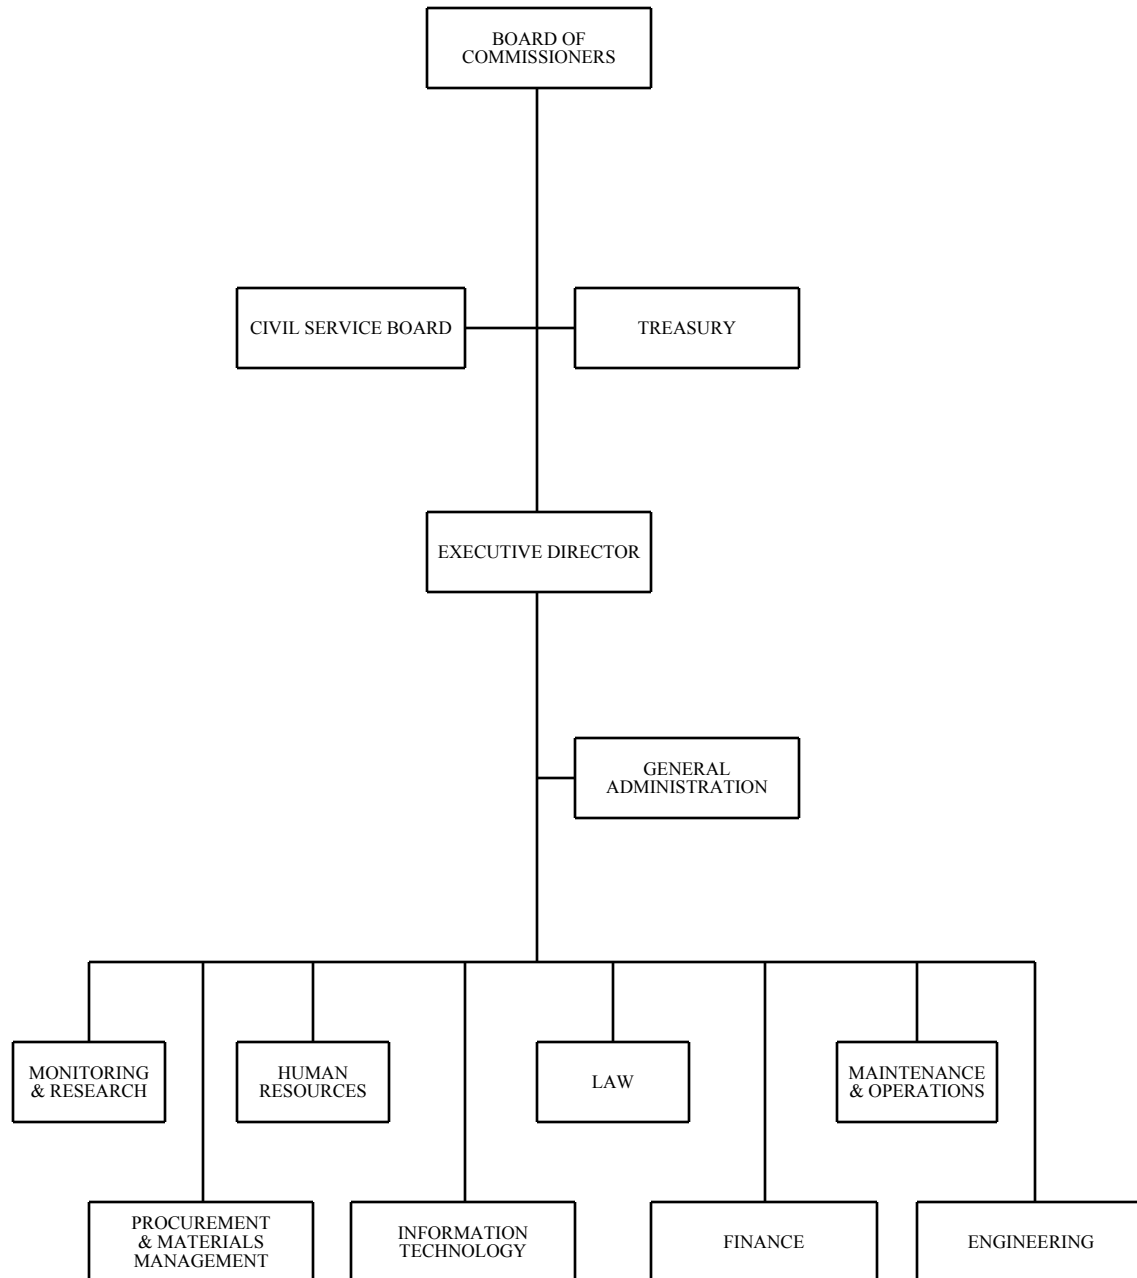 BOARD OF
COMMISSIONERS
CIVIL SERVICE BOARD
TREASURY
EXECUTIVE DIRECTOR
GENERAL
ADMINISTRATION
MONITORING
& RESEARCH
HUMAN
RESOURCES
LAW
MAINTENANCE
& OPERATIONS
PROCUREMENT
& MATERIALS
MANAGEMENT
INFORMATION
TECHNOLOGY
FINANCE
ENGINEERING